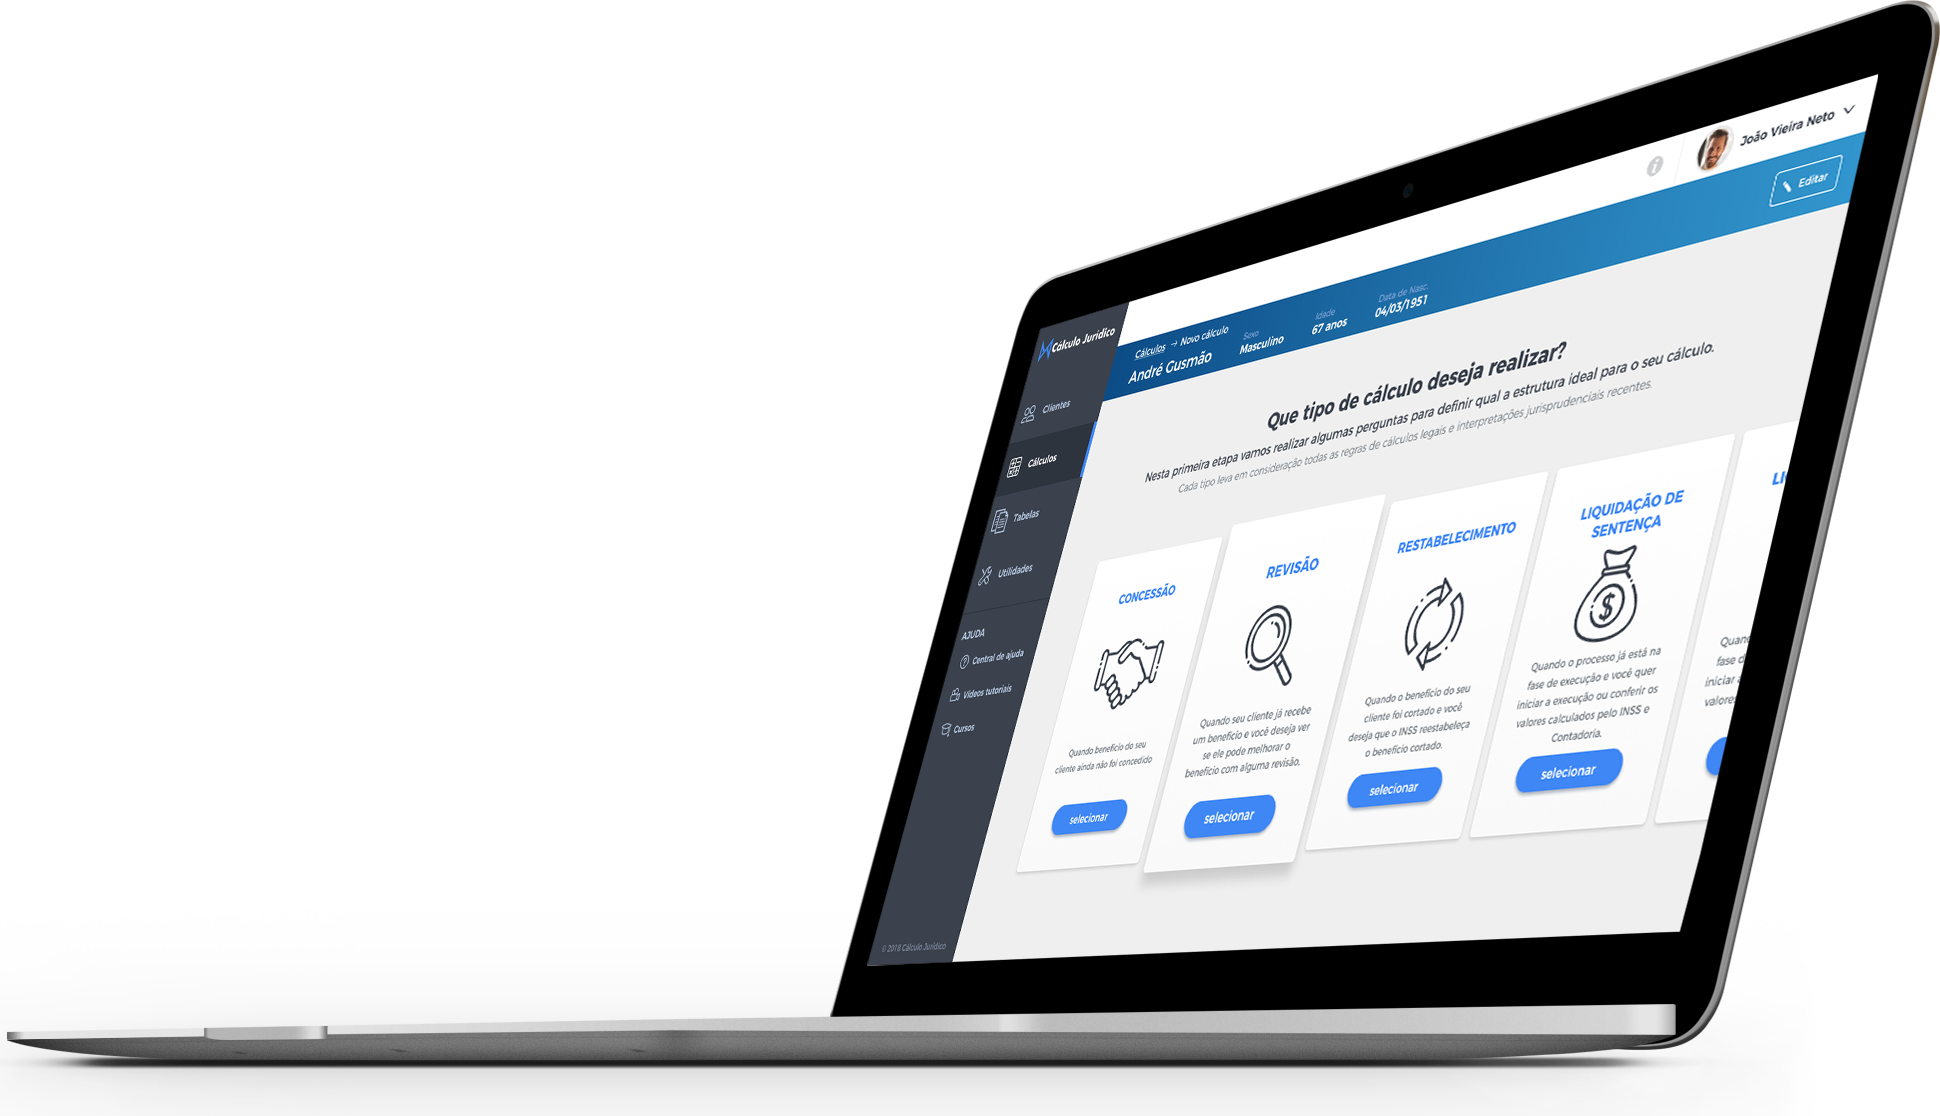 João Vieira Neto
Editar
Cálculo Jurídico
Cálculos → Novo cálculo
André Gusmão
Sexo
Masculino
Idade
67 anos
Data de Nasc.
04/03/1951
Clientes
Cálculos
Tabelas
Utilidades
AJUDA
Central de ajuda
Vídeos tutoriais
Cursos
© 2018 Cálculo Jurídico
Que tipo de cálculo deseja realizar?
Nesta primeira etapa vamos realizar algumas perguntas para definir qual a estrutura ideal para o seu cálculo.
Cada tipo leva em consideração todas as regras de cálculos legais e interpretações jurisprudenciais recentes.
CONCESSÃO
Quando benefício do seu
cliente ainda não foi concedido
selecionar
REVISÃO
Quando seu cliente já recebe
um benefício e você deseja ver
se ele pode melhorar o
benefício com alguma revisão.
selecionar
RESTABELECIMENTO
Quando o benefício do seu
cliente foi cortado e você
deseja que o INSS reestabeleça
o benefício cortado.
selecionar
LIQUIDAÇÃO DE
SENTENÇA
$
Quando o processo já está na
fase de execução e você quer
iniciar a execução ou conferir os
valores calculados pelo INSS e
Contadoria.
selecionar
fase d
iniciar a
valores